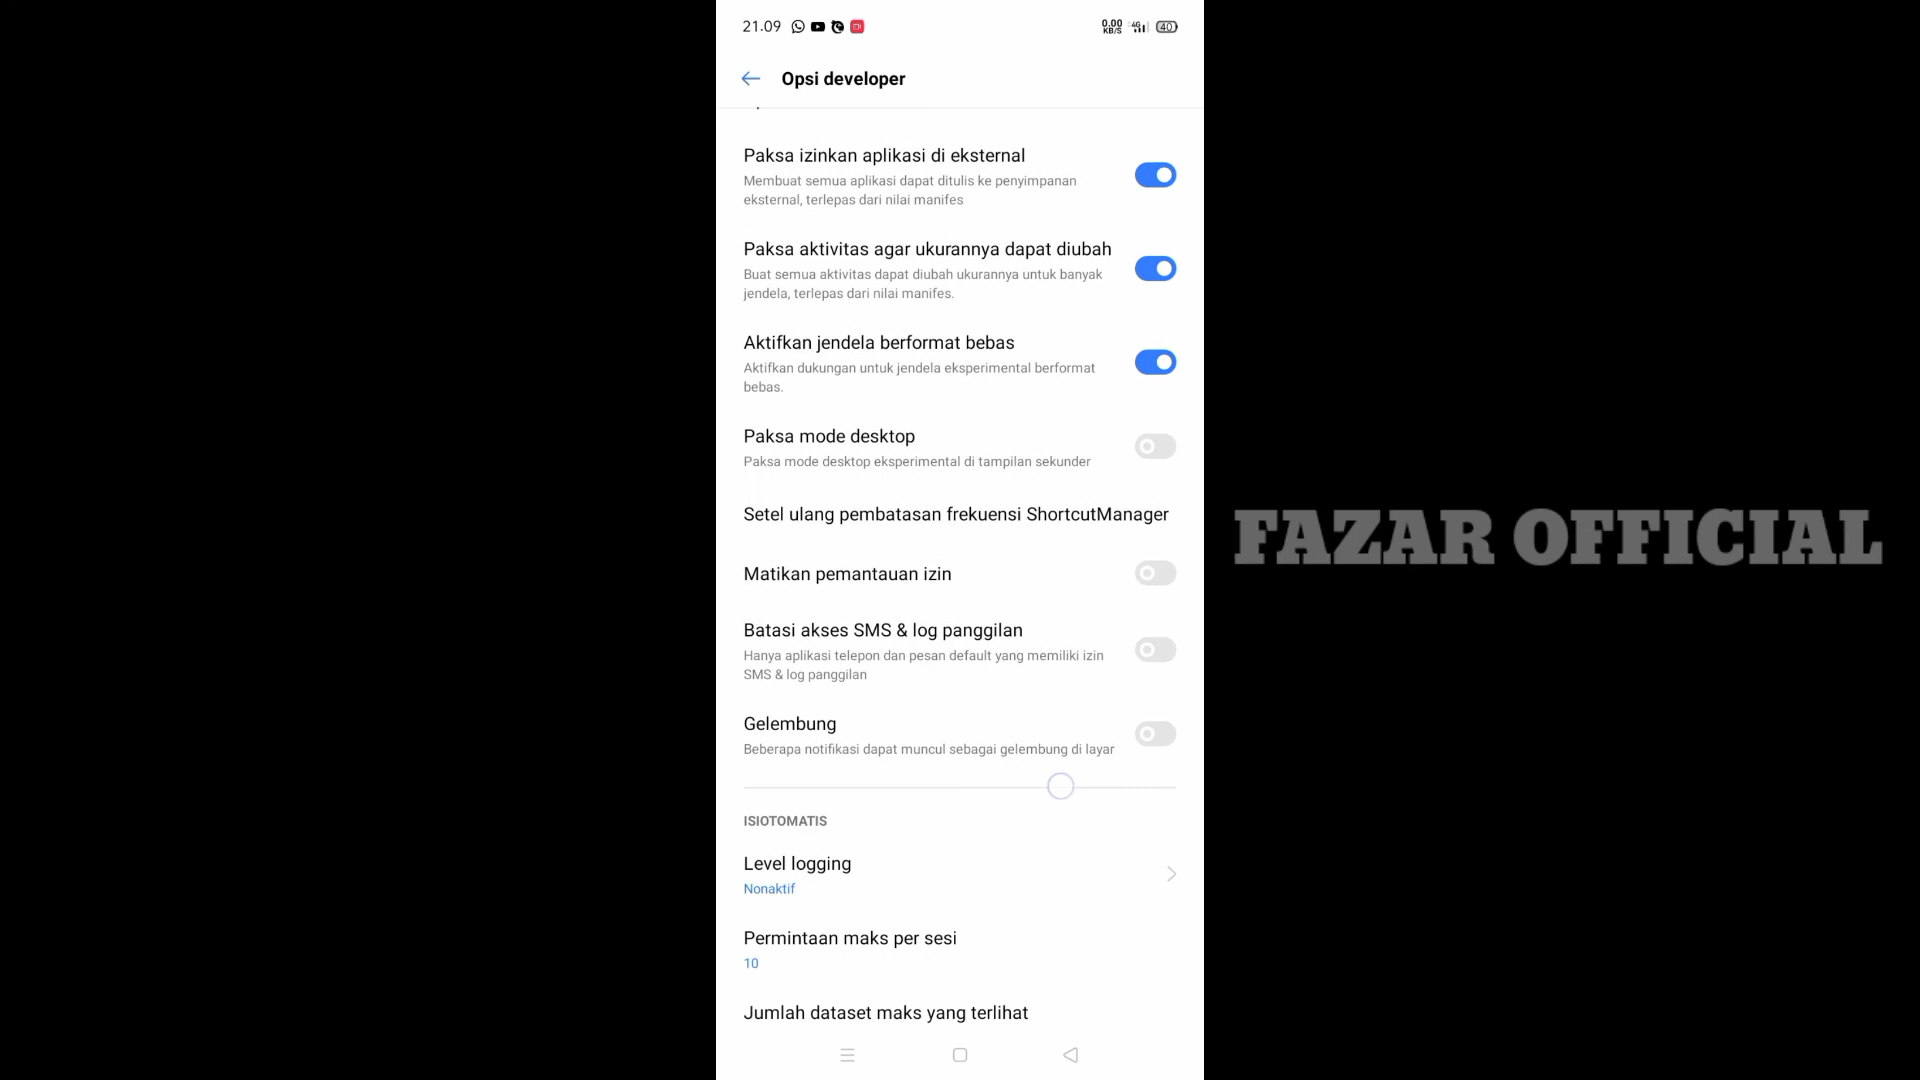 21.09
0.00
KB/S
4G
40
Opsi developer
Paksa izinkan aplikasi di eksternal
Membuat semua aplikasi dapat ditulis ke penyimpanan
eksternal, terlepas dari nilai manifes
Paksa aktivitas agar ukurannya dapat diubah
Buat semua aktivitas dapat diubah ukurannya untuk banyak
jendela, terlepas dari nilai manifes.
Aktifkan jendela berformat bebas
Aktifkan dukungan untuk jendela eksperimental berformat
bebas.
Paksa mode desktop
Paksa mode desktop eksperimental di tampilan sekunder
Setel ulang pembatasan frekuensi ShortcutManager
Matikan pemantauan izin
Batasi akses SMS & log panggilan
Hanya aplikasi telepon dan pesan default yang memiliki izin
SMS & log panggilan
Gelembung
Beberapa notifikasi dapat muncul sebagai gelembung di layar
ISIOTOMATIS
Level logging
Nonaktif
Permintaan maks per sesi
10
Jumlah dataset maks yang terlihat
FAZAR OFFICIAL